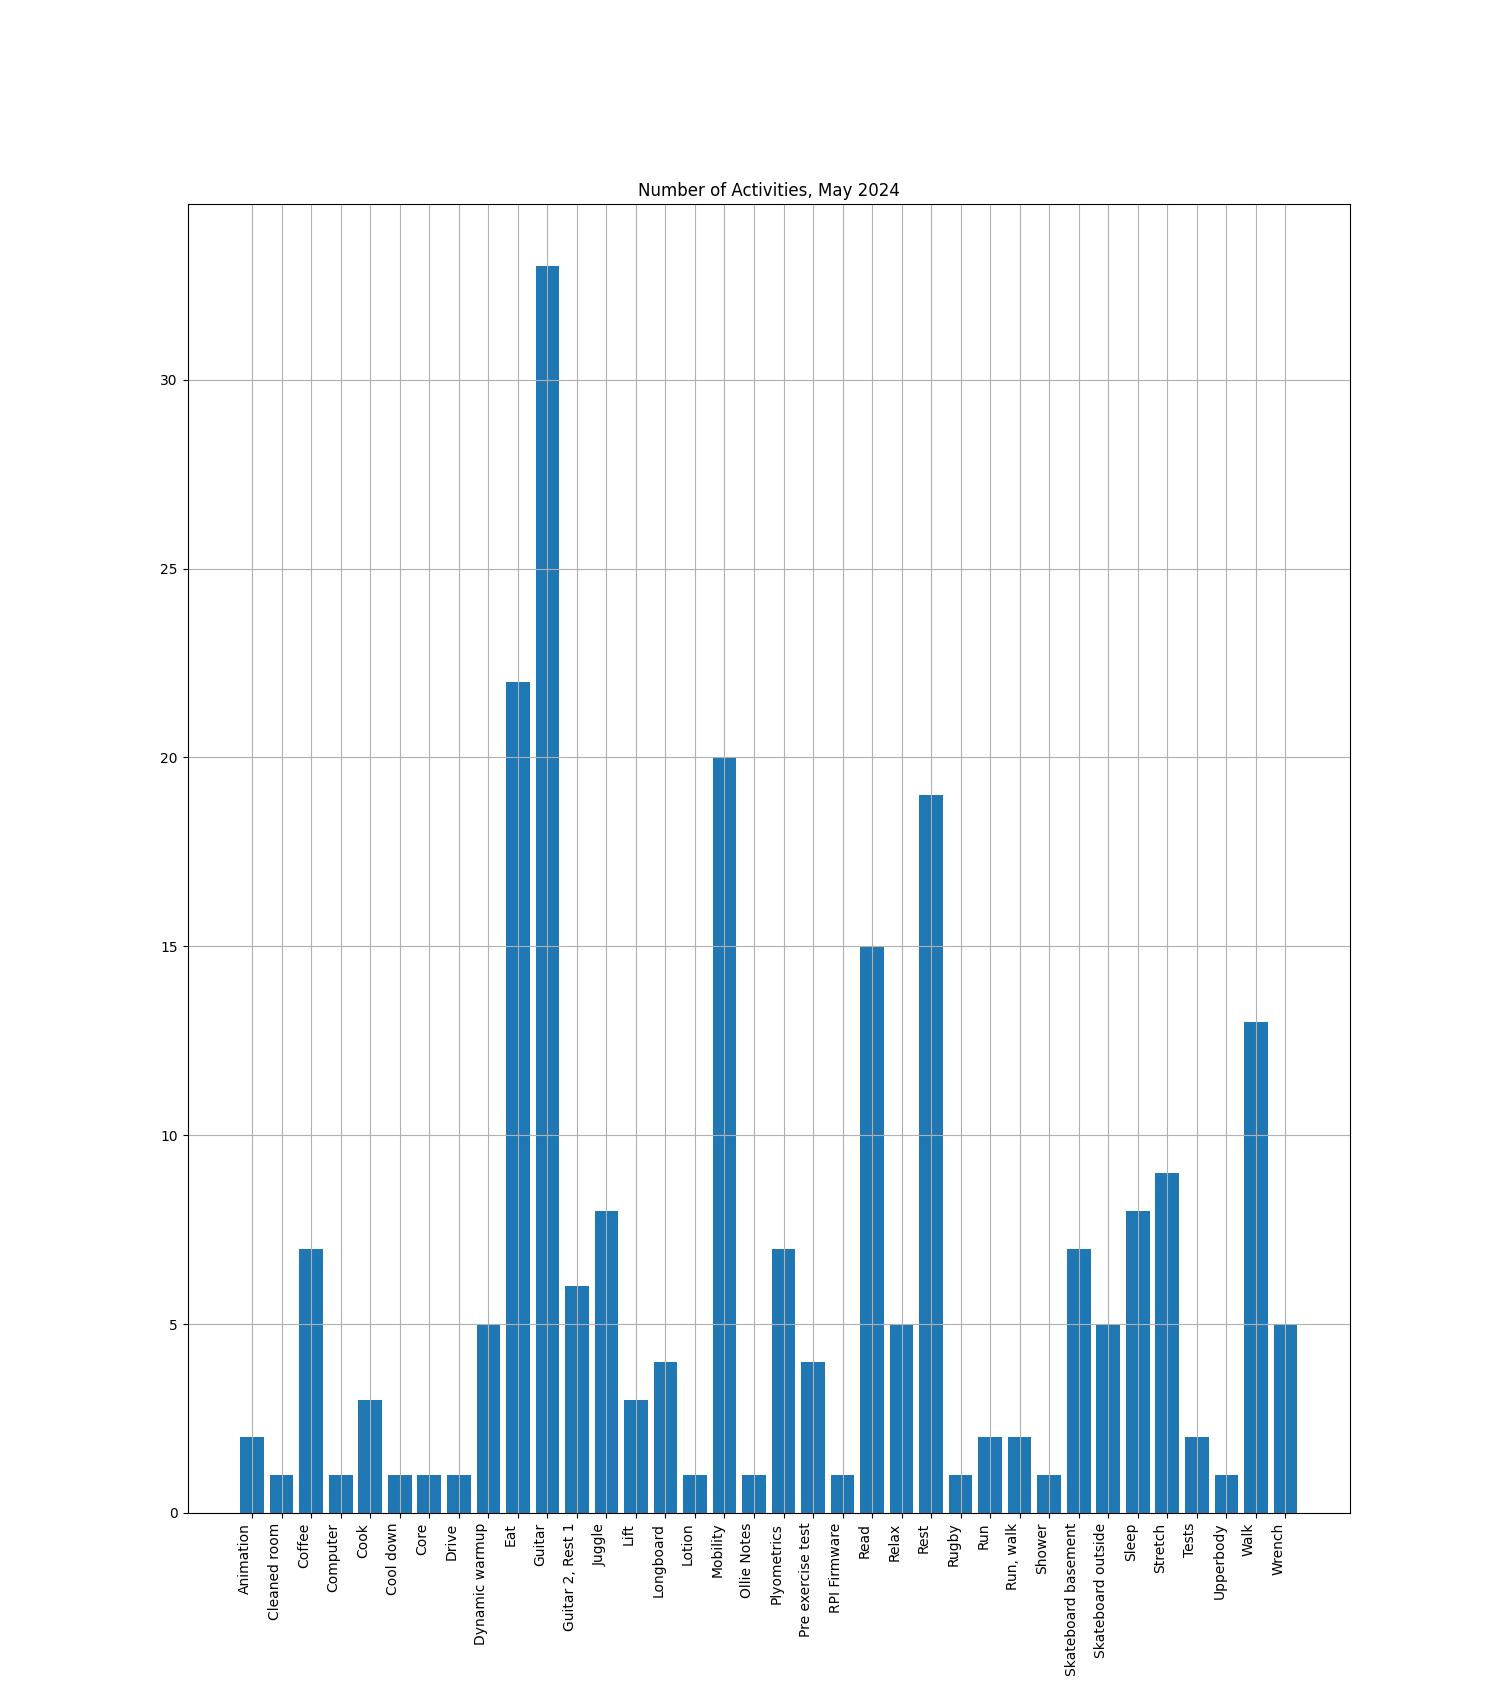 Number of Activities, May 2024
30
25
20
15
10
5
0
Animation
Cleaned room
Coffee
Computer
Cook
Cool down
Core
Drive
Dynamic warmup
Eat
Guitar
Guitar 2, Rest 1
Juggle
Lift
Longboard
Lotion
Mobility
Ollie Notes
Plyometrics
Pre exercise test
RPI Firmware
Read
Relax
Rest
Rugby
Run
Run, walk
Shower
Skateboard basement
Skateboard outside
Sleep
Stretch
Tests
Upperbody
Walk
Wrench